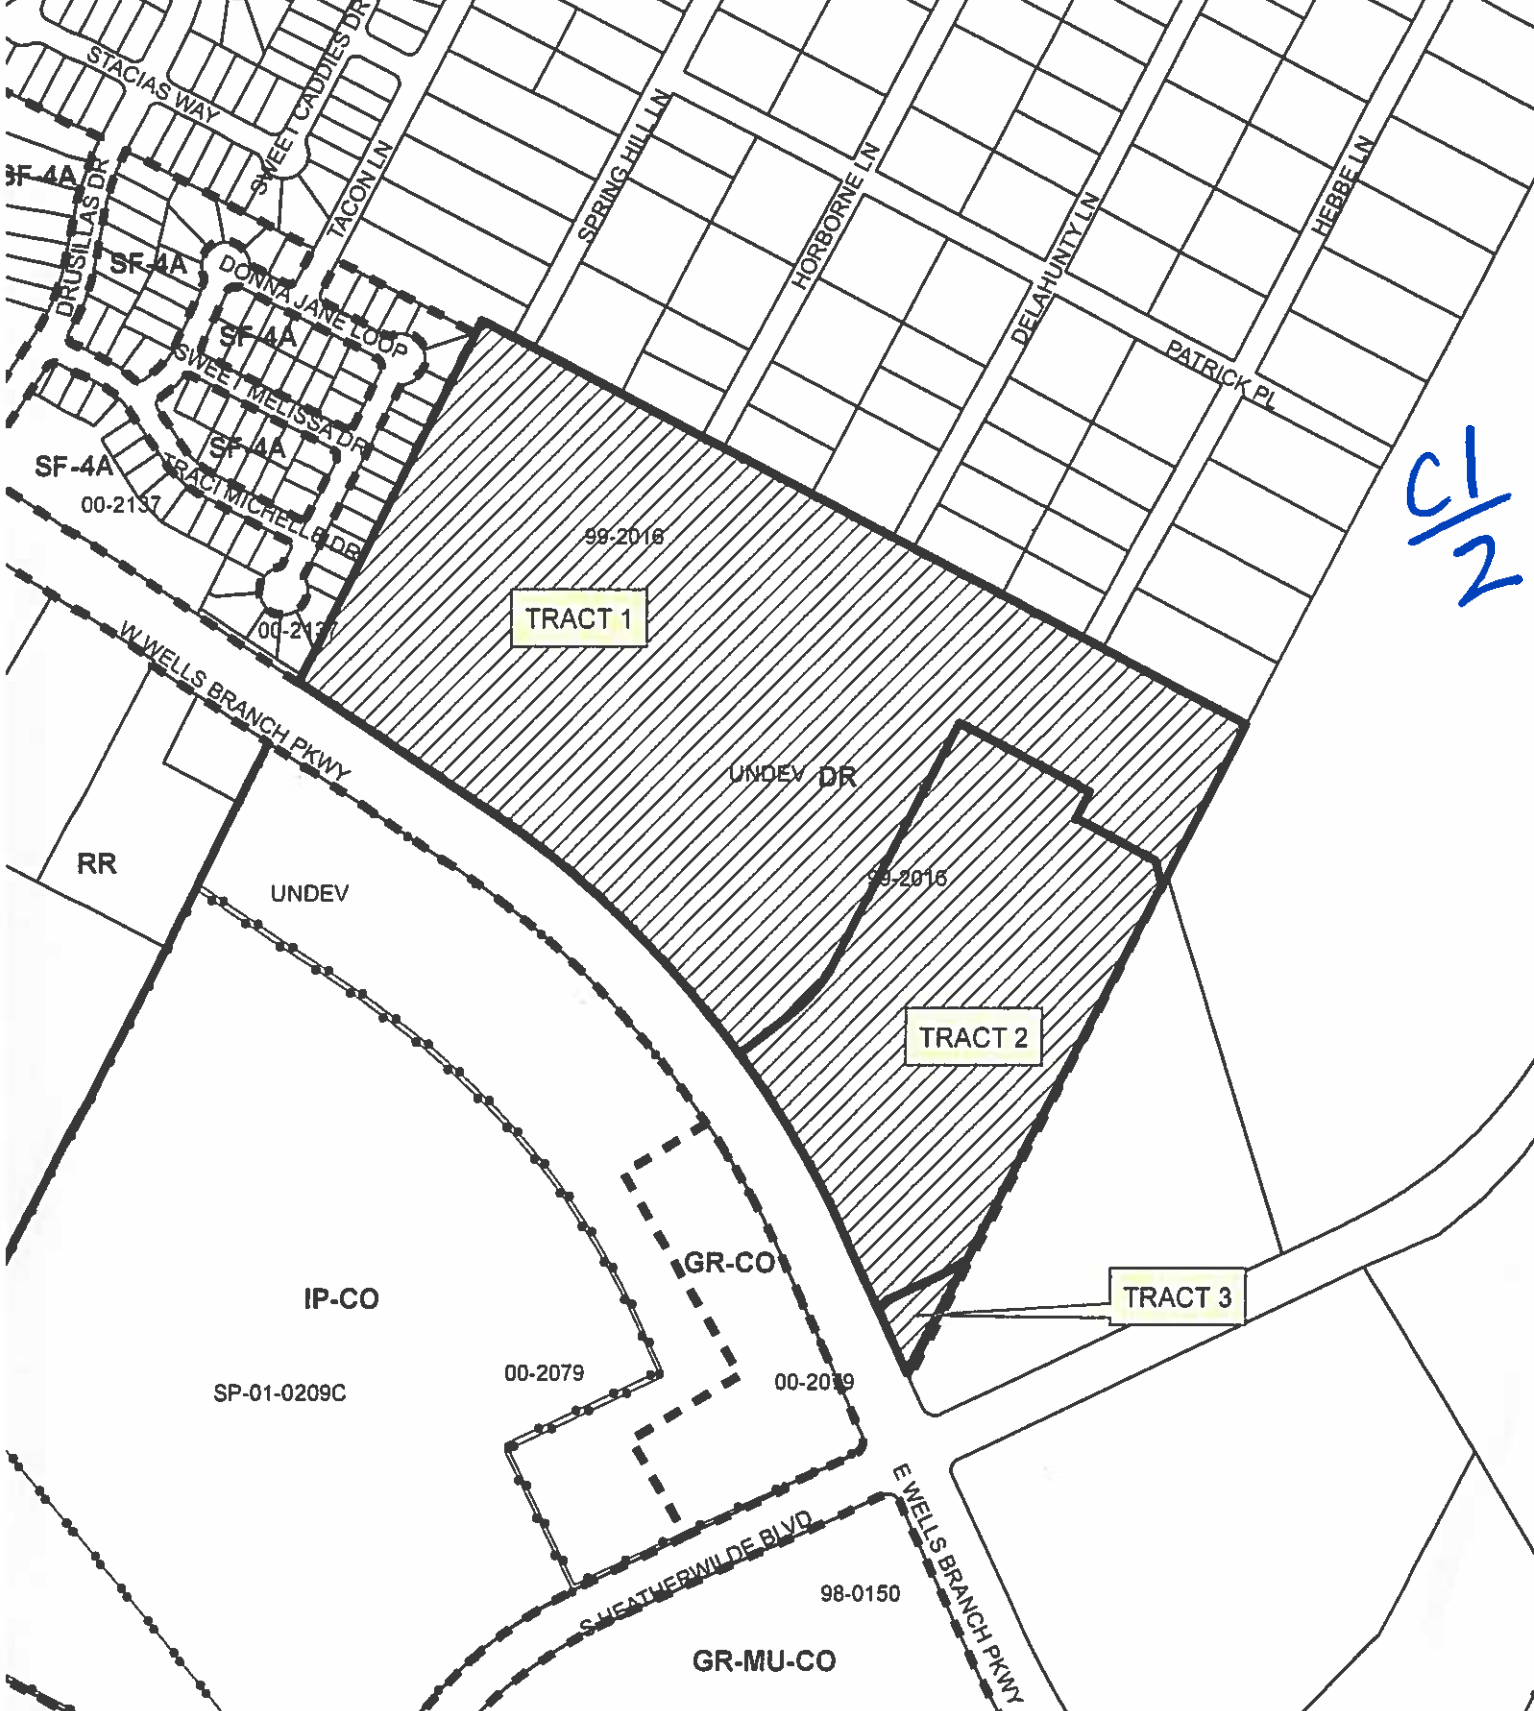 STACIAS WAY
SWEET CADDIES DR
TACON LN
SPRING HILL LN
HORBORNE LN
DELAHUNTY LN
HEBBE LN
PATRICK PL
SF-4A
DRUSILLAS DR
SF-4A
DONNA JANE LOOP
SF-4A
SWEET MELISSA DR
SF-4A
SF-4A
TRACI MICHELLE DR
00-2137
00-2137
C1
2
99-2016
TRACT 1
W WELLS BRANCH PKWY
UNDEV DR
RR
UNDEV
99-2016
TRACT 2
GR-CO
IP-CO
TRACT 3
00-2079
00-2079
SP-01-0209C
E WELLS BRANCH PKWY
S HEATHERWILDE BLVD
98-0150
GR-MU-CO